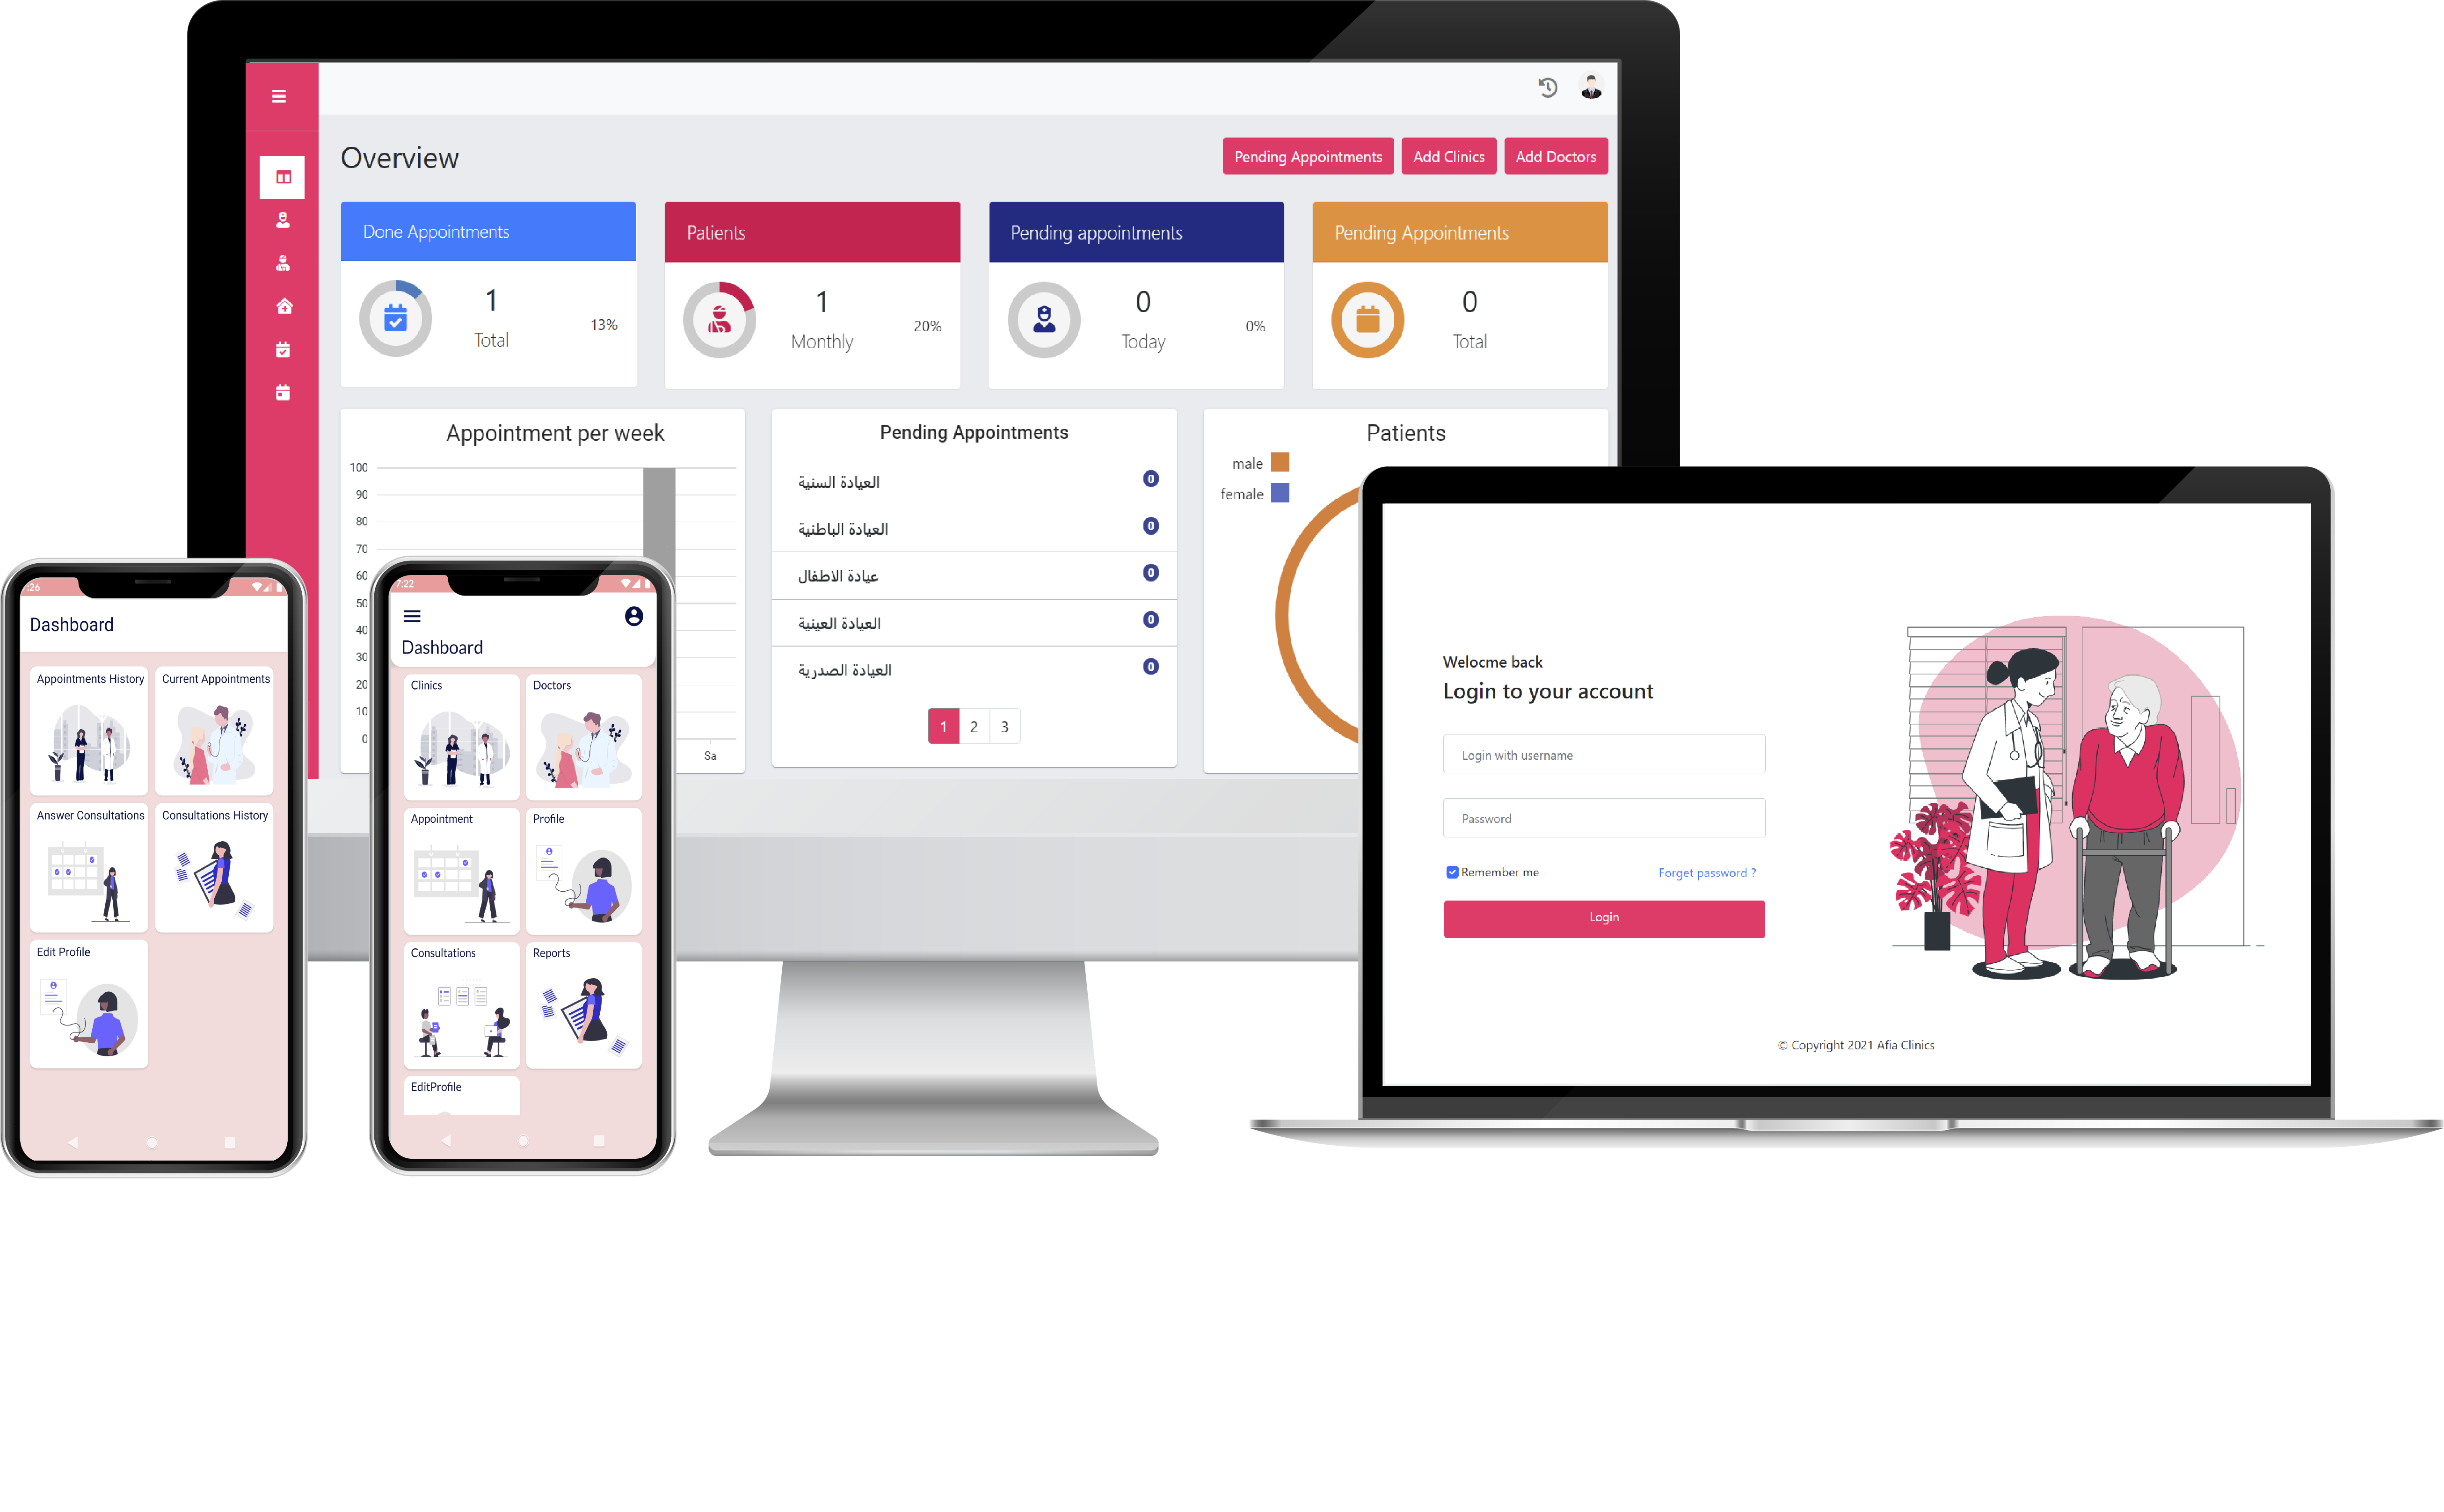 Overview
Pending Appointments
Add Clinics
Add Doctors
Done Appointments
1
Total
13%
Patients
1
Monthly
20%
Pending appointments
0
Today
0%
Pending Appointments
0
Total
Appointment per week
100
90
80
70
60
50
40
30
20
10
0
Sa
Pending Appointments
العيادة السنية
0
العيادة الباطنية
0
عيادة الاطفال
0
العيادة العينية
0
العيادة الصدرية
0
1 2 3
Patients
male
female
:26
Dashboard
Appointments History
Current Appointments
Answer Consultations
Consultations History
Edit Profile
7:22
Dashboard
Clinics
Doctors
Appointment
Profile
Consultations
Reports
EditProfile
Welocme back
Login to your account
Login with username
Password
Remember me
Forget password ?
Login
© Copyright 2021 Afia Clinics